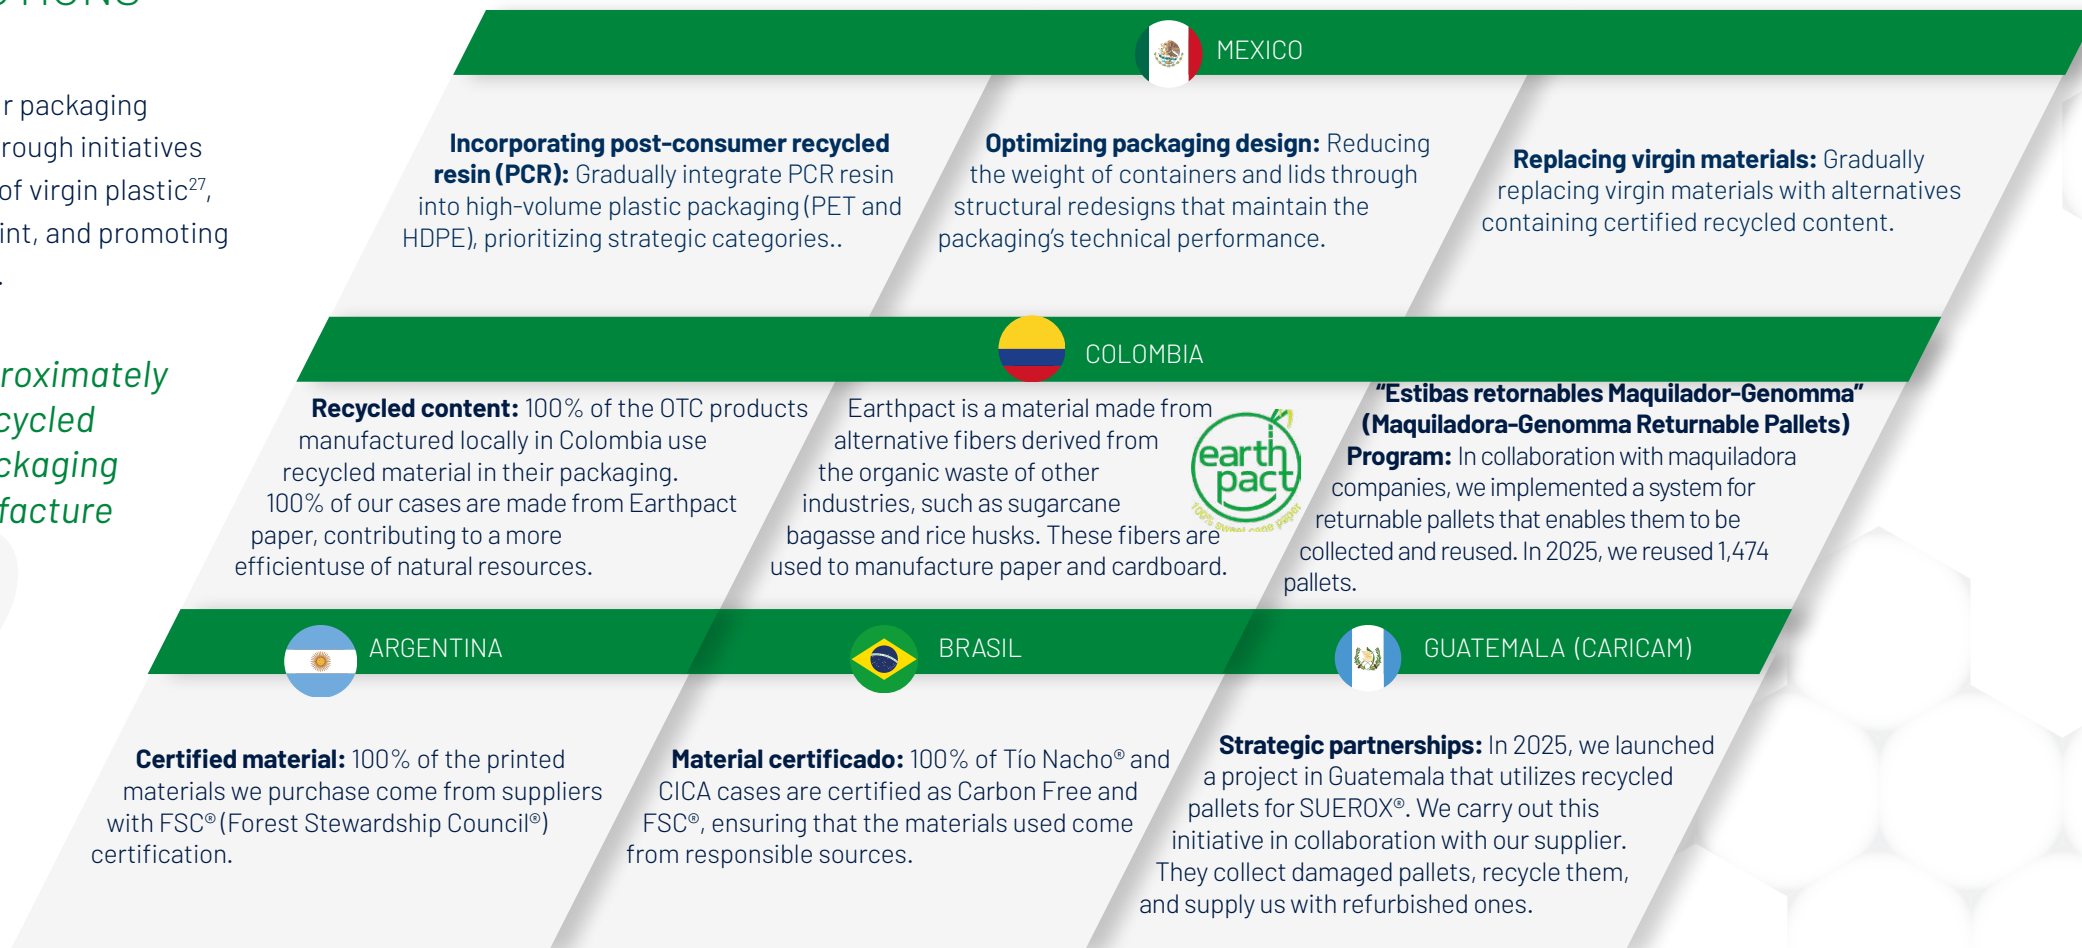 r packaging
rough initiatives
of virgin plastic27,
int, and promoting
.
roximately
cycled
ckaging
facture
MEXICO
Incorporating post-consumer recycled
resin (PCR): Gradually integrate PCR resin
into high-volume plastic packaging (PET and
HDPE), prioritizing strategic categories..
Optimizing packaging design: Reducing
the weight of containers and lids through
structural redesigns that maintain the
packaging's technical performance.
Replacing virgin materials: Gradually
replacing virgin materials with alternatives
containing certified recycled content.
COLOMBIA
Recycled content: 100% of the OTC products
manufactured locally in Colombia use
recycled material in their packaging.
100% of our cases are made from Earthpact
paper, contributing to a more
efficientuse of natural resources.
Earthpact is a material made from
alternative fibers derived from
the organic waste of other
industries, such as sugarcane
bagasse and rice husks. These fibers are
used to manufacture paper and cardboard.
earth
pact
100% sweet cane paper
“Estibas retornables Maquilador-Genomma”
(Maquiladora-Genomma Returnable Pallets)
Program: In collaboration with maquiladora
companies, we implemented a system for
returnable pallets that enables them to be
collected and reused. In 2025, we reused 1,474
pallets.
ARGENTINA
Certified material: 100% of the printed
materials we purchase come from suppliers
with FSC® (Forest Stewardship Council®)
certification.
BRASIL
Material certificado: 100% of Tío Nacho® and
CICA cases are certified as Carbon Free and
FSC®, ensuring that the materials used come
from responsible sources.
GUATEMALA (CARICAM)
Strategic partnerships: In 2025, we launched
a project in Guatemala that utilizes recycled
pallets for SUEROX®. We carry out this
initiative in collaboration with our supplier.
They collect damaged pallets, recycle them,
and supply us with refurbished ones.